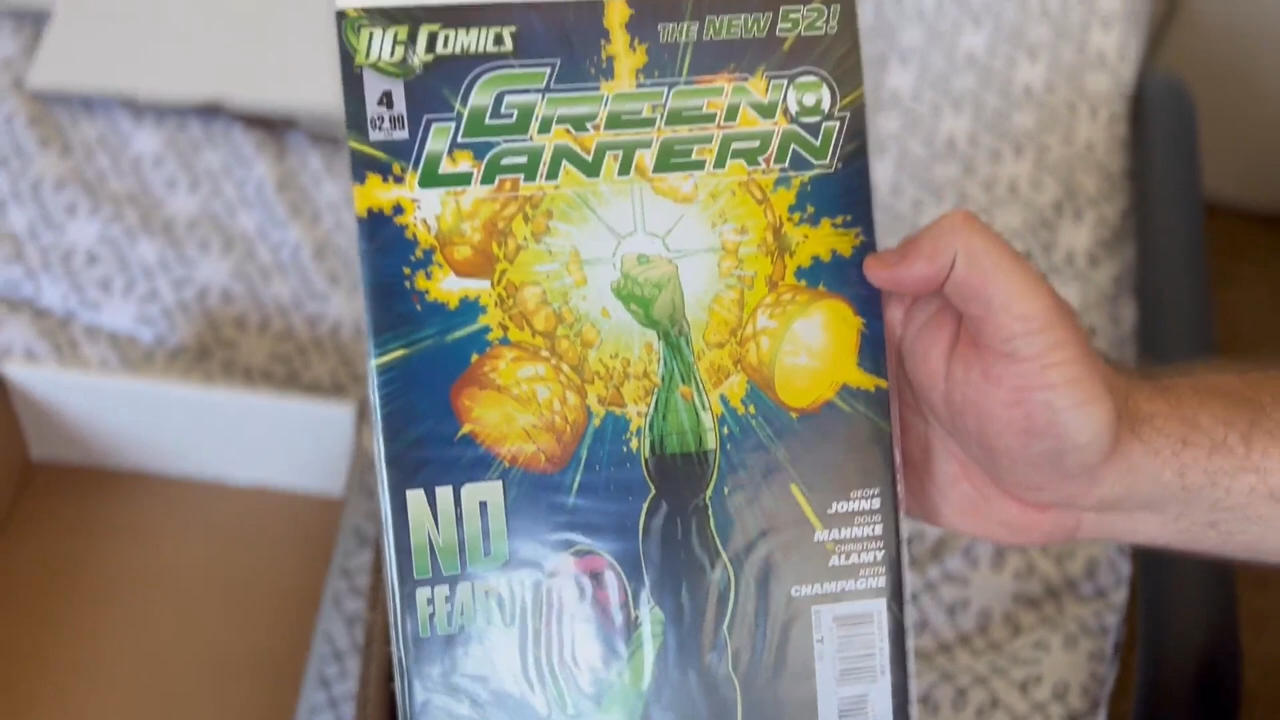 DC COMICS
THE NEW 52!
4
$2.99
GREEN
LANTERN
NO
FEAR
GEOFF
JOHNS
DOUG
MAHNKE
CHRISTIAN
ALAMY
KEITH
CHAMPAGNE